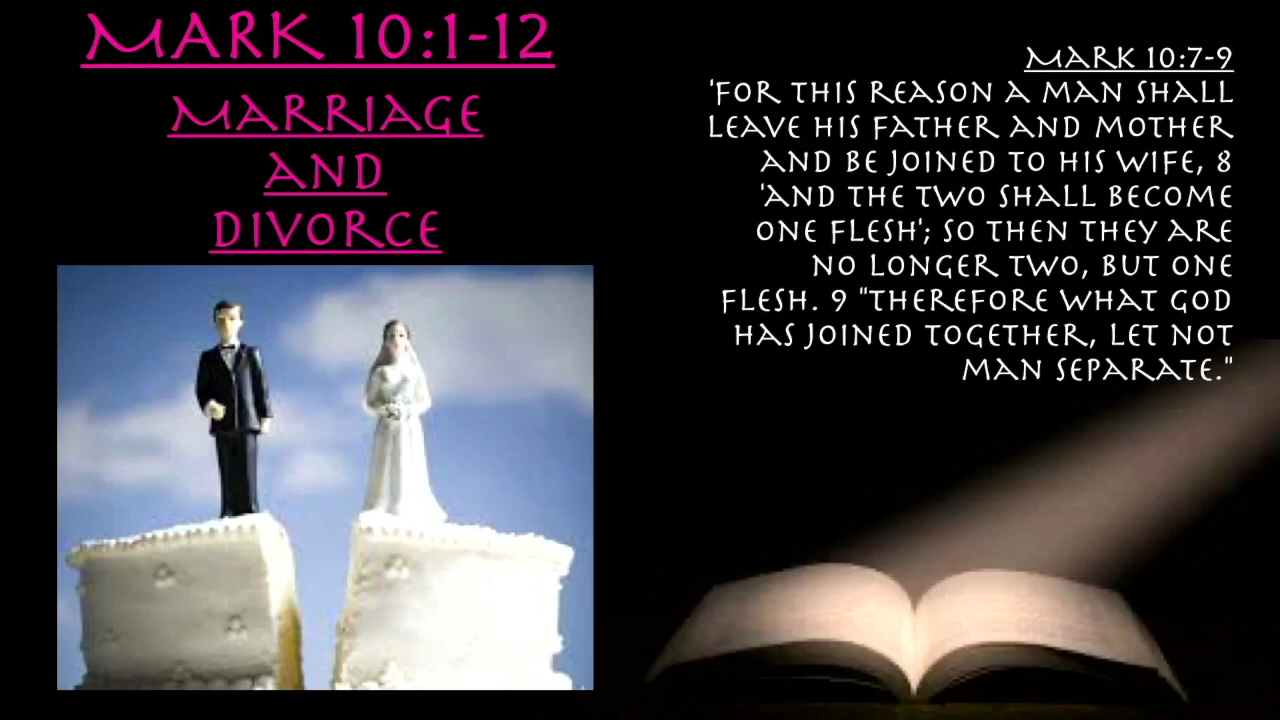 MARK 10:1-12
MARRIAGE
AND
DIVORCE
MARK 10:7-9
'FOR THIS REASON A MAN SHALL
LEAVE HIS FATHER AND MOTHER
AND BE JOINED TO HIS WIFE, 8
'AND THE TWO SHALL BECOME
ONE FLESH'; SO THEN THEY ARE
NO LONGER TWO, BUT ONE
FLESH. 9 "THEREFORE WHAT GOD
HAS JOINED TOGETHER, LET NOT
MAN SEPARATE."